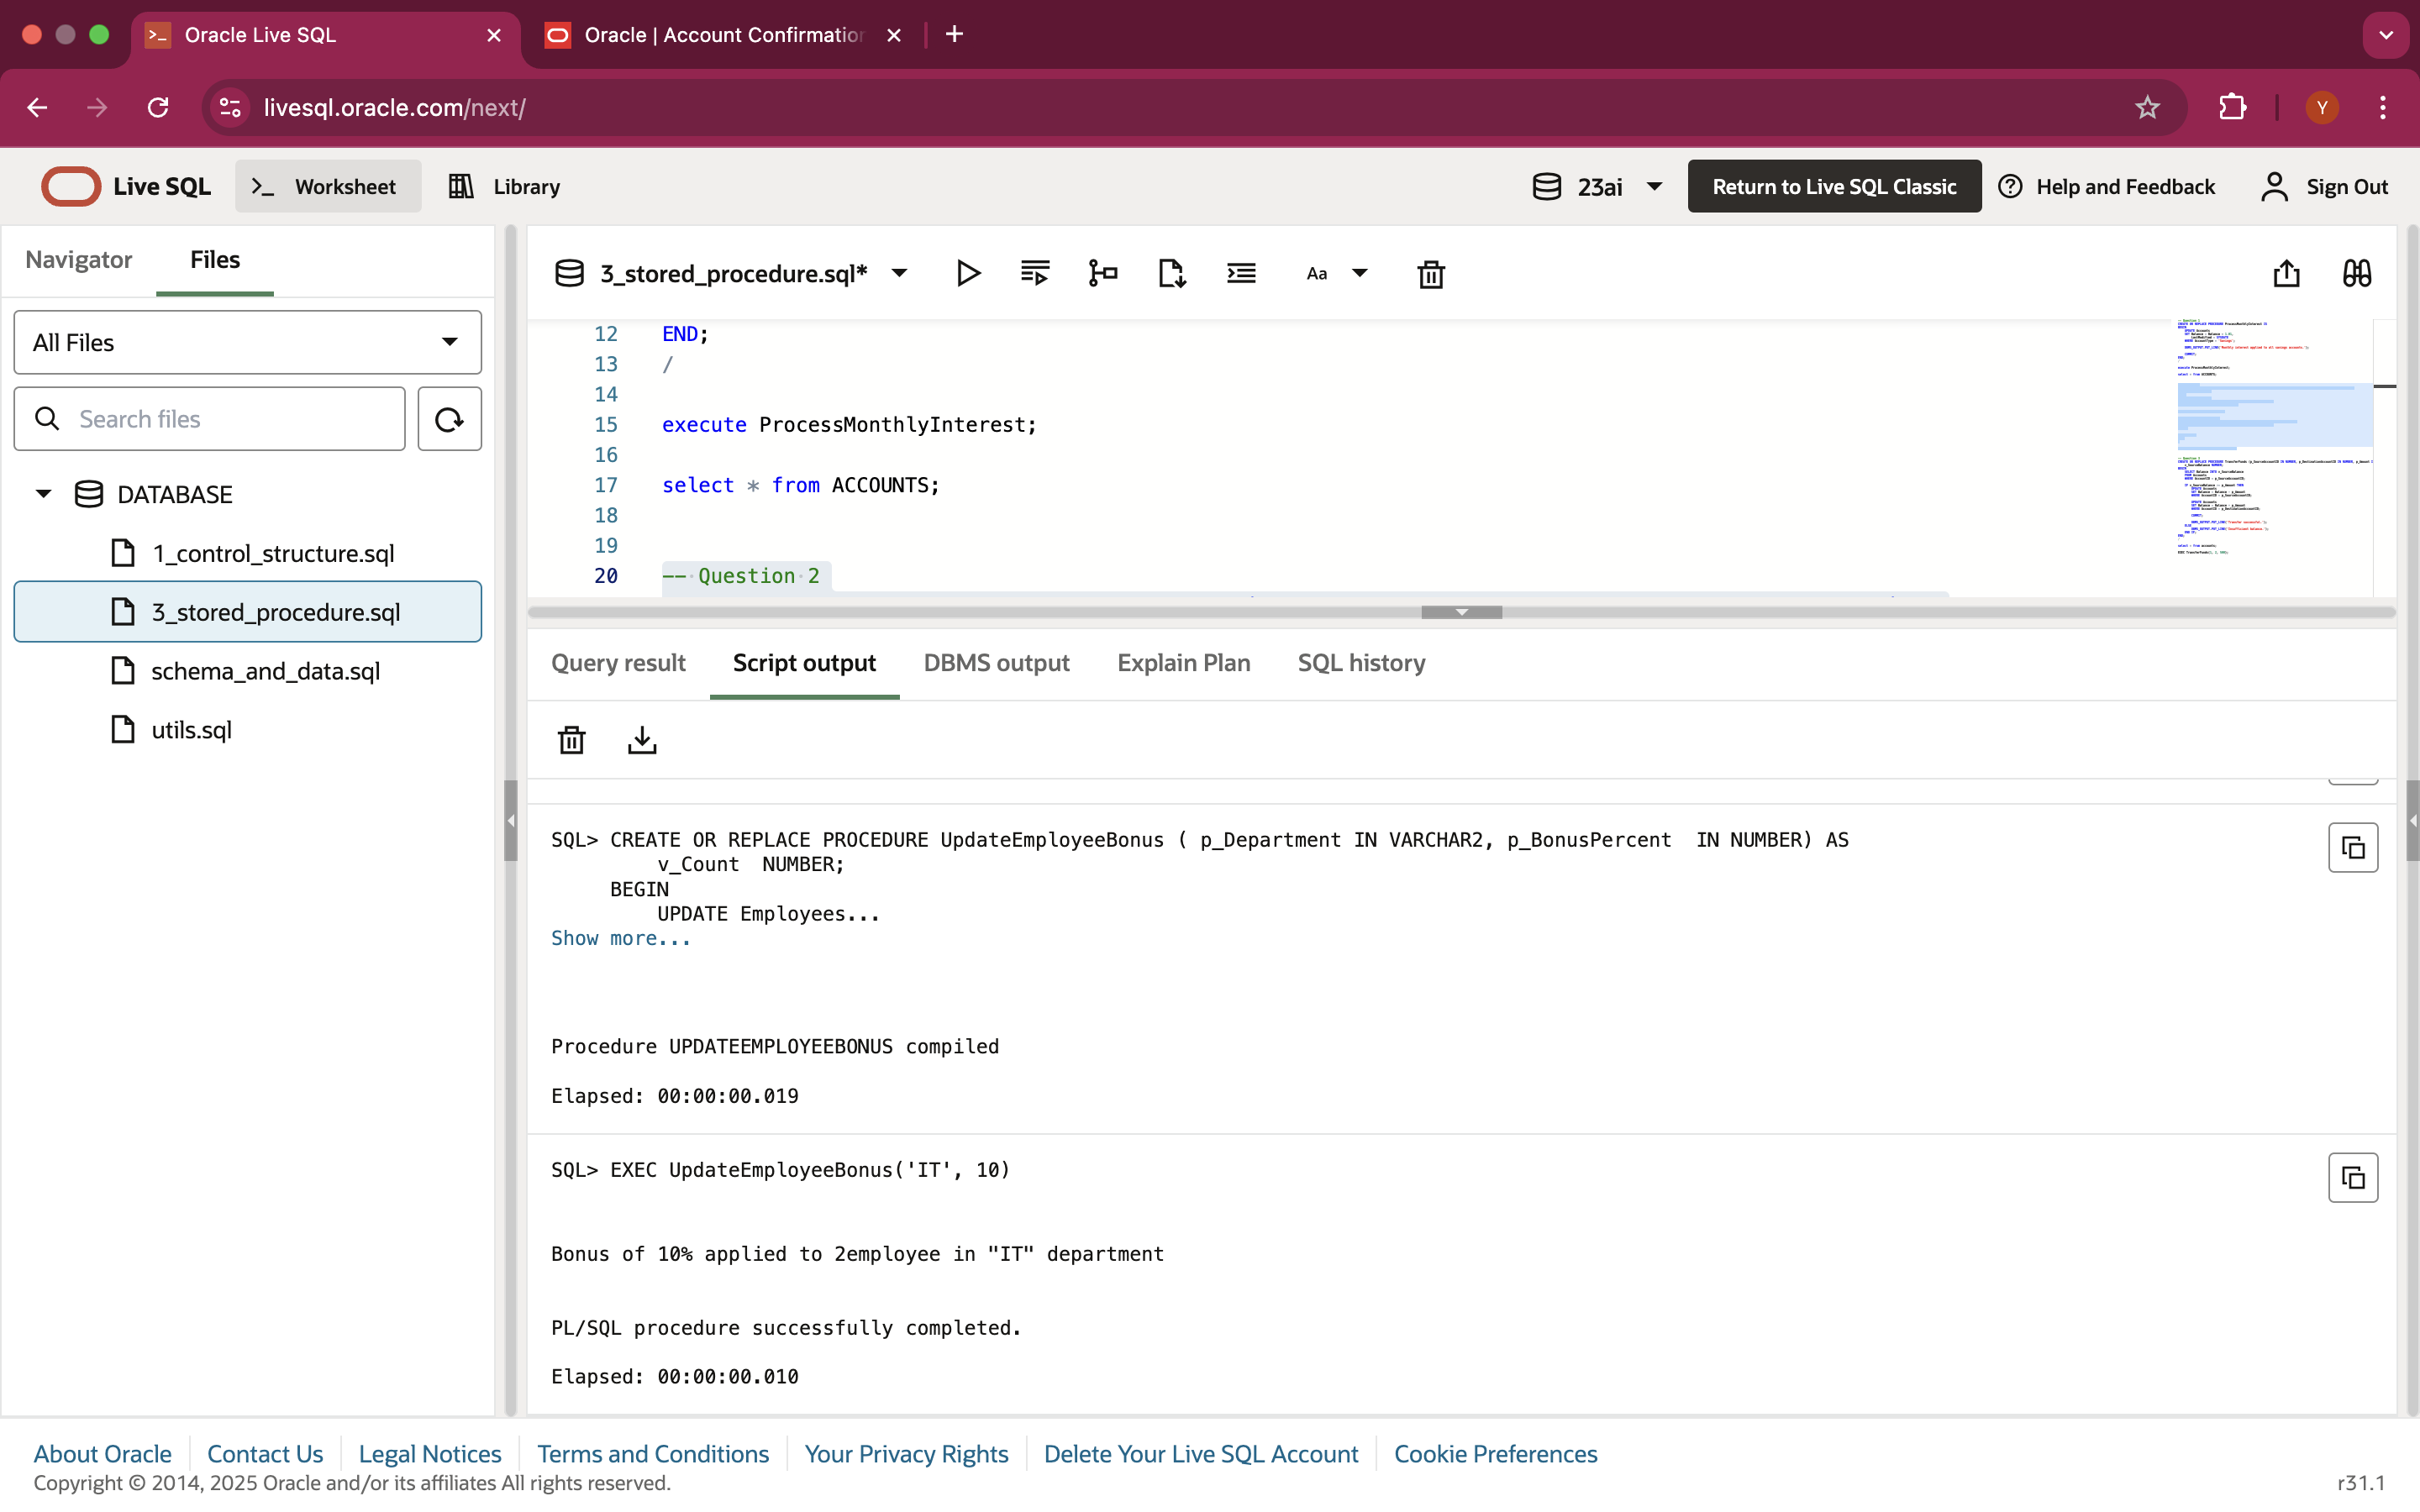 Oracle Live SQL
Oracle | Account Confirmation
livesql.oracle.com/next/
Y
Live SQL
Worksheet
Library
23ai
Return to Live SQL Classic
Help and Feedback
Sign Out
Navigator
Files
All Files
Search files
DATABASE
1_control_structure.sql
3_stored_procedure.sql
schema_and_data.sql
utils.sql
3_stored_procedure.sql*
Aa
12 END;
13 /
14
15 execute ProcessMonthlyInterest;
16
17 select * from ACCOUNTS;
18
19
20 -- Question 2
Query result
Script output
DBMS output
Explain Plan
SQL history
SQL> CREATE OR REPLACE PROCEDURE UpdateEmployeeBonus ( p_Department IN VARCHAR2, p_BonusPercent IN NUMBER) AS
v_Count NUMBER;
BEGIN
UPDATE Employees...
Show more...
Procedure UPDATEEMPLOYEEBONUS compiled
Elapsed: 00:00:00.019
SQL> EXEC UpdateEmployeeBonus('IT', 10)
Bonus of 10% applied to 2employee in "IT" department
PL/SQL procedure successfully completed.
Elapsed: 00:00:00.010
About Oracle
Contact Us
Legal Notices
Terms and Conditions
Your Privacy Rights
Delete Your Live SQL Account
Cookie Preferences
Copyright © 2014, 2025 Oracle and/or its affiliates All rights reserved.
r31.1